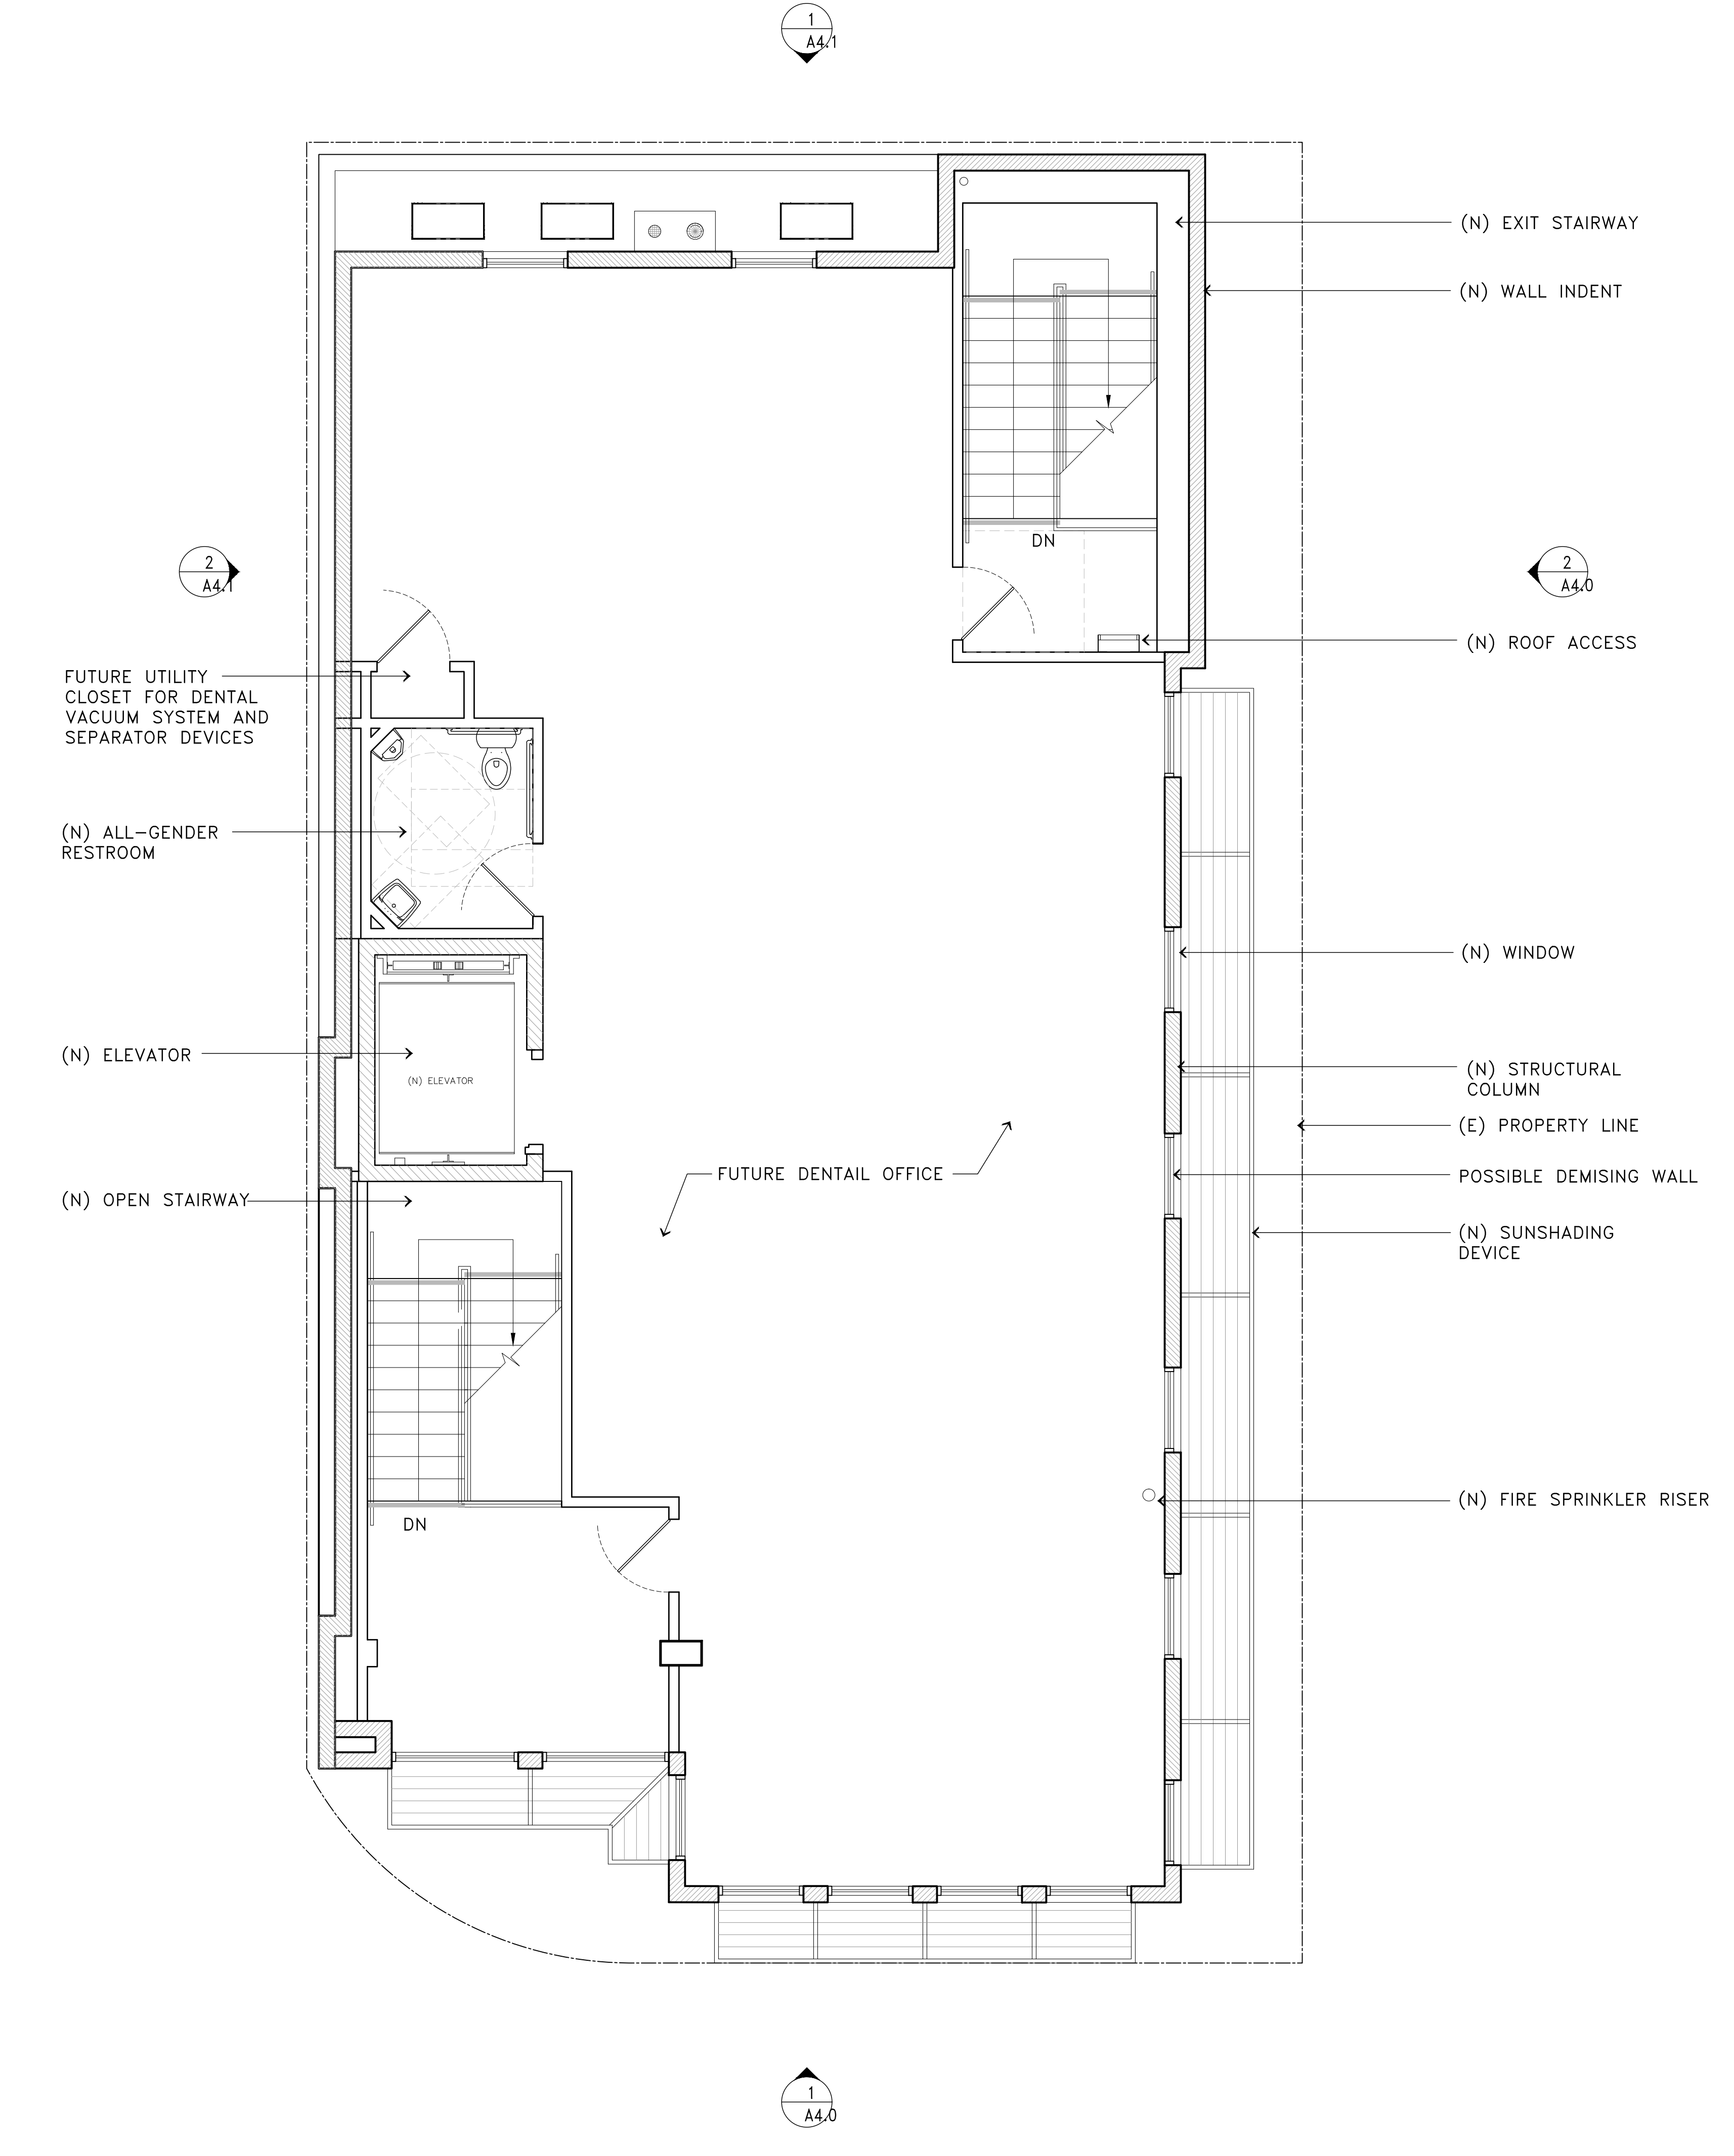 1
A4.1
(N) EXIT STAIRWAY
(N) WALL INDENT
DN
2
A4.1
2
A4.0
(N) ROOF ACCESS
FUTURE UTILITY
CLOSET FOR DENTAL
VACUUM SYSTEM AND
SEPARATOR DEVICES
(N) ALL-GENDER
RESTROOM
(N) WINDOW
(N) ELEVATOR
(N) ELEVATOR
(N) STRUCTURAL
COLUMN
(E) PROPERTY LINE
FUTURE DENTAIL OFFICE
POSSIBLE DEMISING WALL
(N) OPEN STAIRWAY
(N) SUNSHADING
DEVICE
(N) FIRE SPRINKLER RISER
DN
1
A4.0